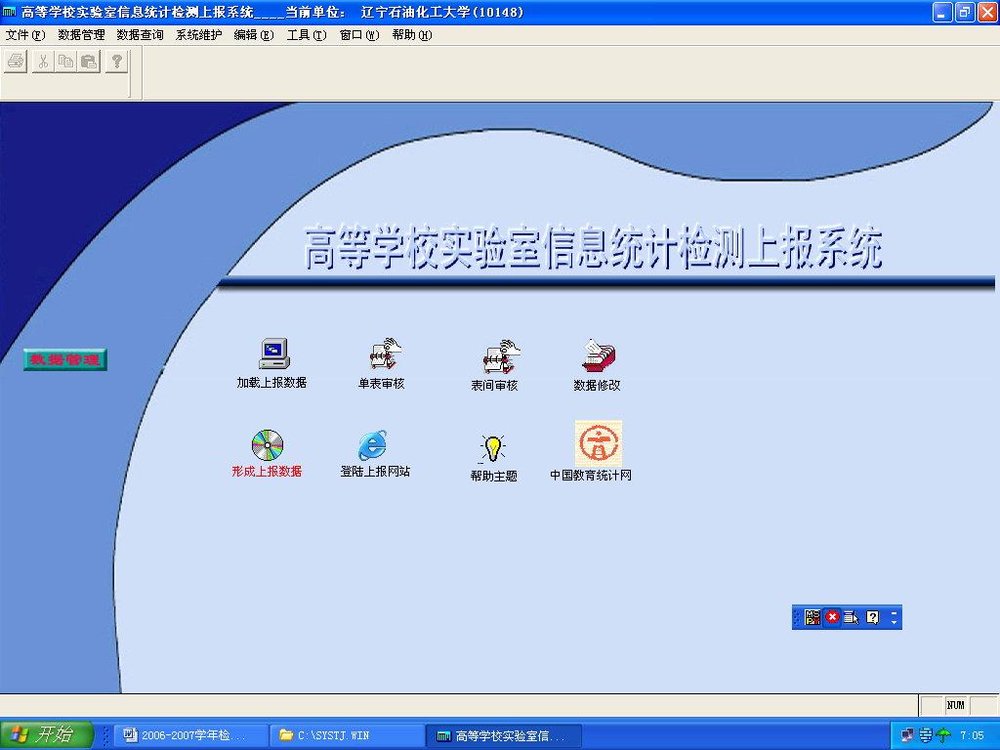 高等学校实验室信息统计检测上报系统____当前单位： 辽宁石油化工大学(10148)
文件(F) 数据管理 数据查询 系统维护 编辑(E) 工具(T) 窗口(W) 帮助(H)
高等学校实验室信息统计检测上报系统
数据管理
加载上报数据 单表审核 表间审核 数据修改
形成上报数据 登陆上报网站 帮助主题 中国教育统计网
NUM
开始 2006-2007学年检... C:\SYSTJ.WIN 高等学校实验室信... 7:05